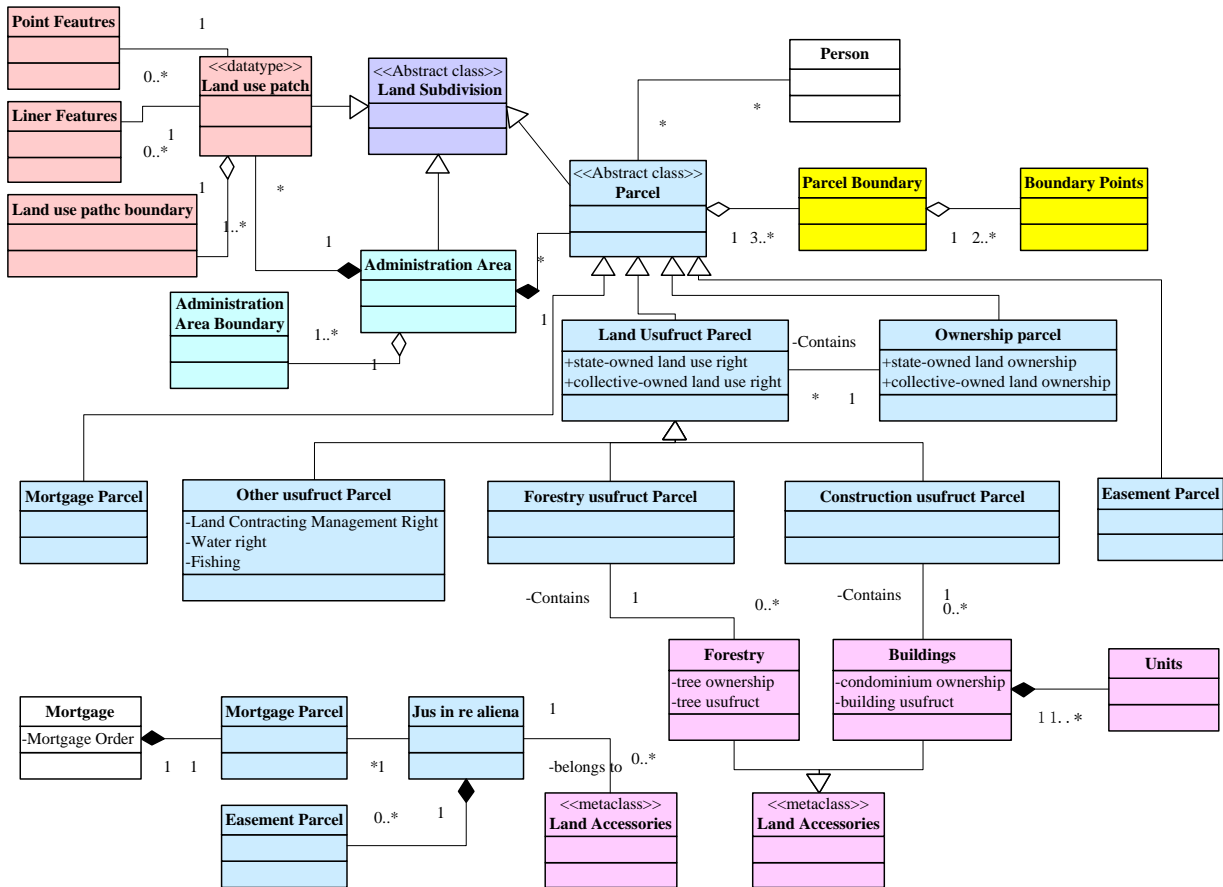 Point Feautres
1
0..*
<<datatype>>
Land use patch
<<Abstract class>>
Land Subdivision
Person
*
*
Liner Features
1
0..*
1
*
Land use pathc boundary
1..*
<<Abstract class>>
Parcel
Parcel Boundary
Boundary Points
1 3..*
1 2..*
1
Administration Area
*
1
Administration
Area Boundary
1..*
1
Land Usufruct Parecl
+state-owned land use right
+collective-owned land use right
-Contains
* 1
Ownership parcel
+state-owned land ownership
+collective-owned land ownership
Mortgage Parcel
Other usufruct Parcel
-Land Contracting Management Right
-Water right
-Fishing
Forestry usufruct Parcel
Construction usufruct Parcel
Easement Parcel
-Contains
1
0..*
-Contains
1
0..*
Forestry
-tree ownership
-tree usufruct
Buildings
-condominium ownership
-building usufruct
Units
1 1..*
Mortgage
-Mortgage Order
1 1
Mortgage Parcel
*1
Jus in re aliena
1
-belongs to
0..*
Easement Parcel
0..*
1
<<metaclass>>
Land Accessories
<<metaclass>>
Land Accessories